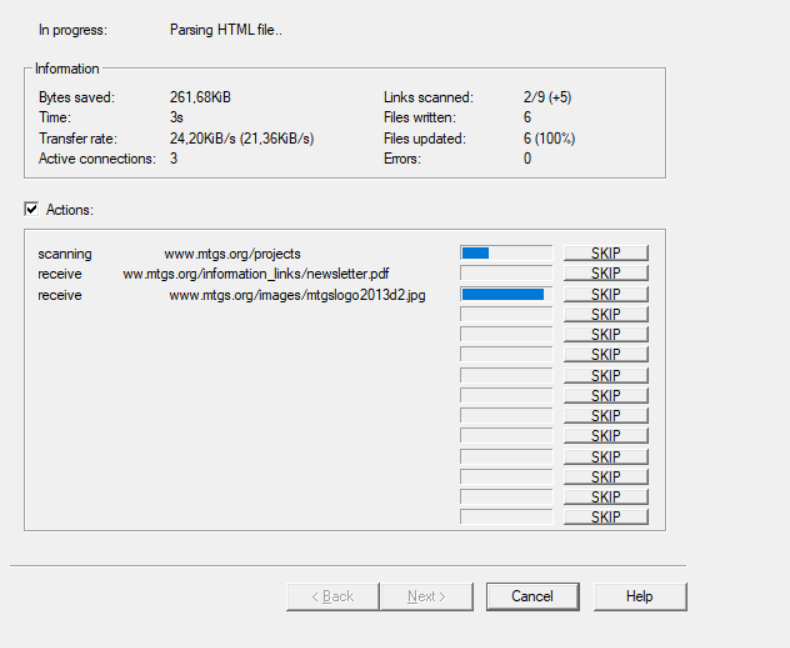 In progress: Parsing HTML file..
Information
Bytes saved: 261,68KiB Links scanned: 2/9 (+5)
Time: 3s Files written: 6
Transfer rate: 24,20KiB/s (21,36KiB/s) Files updated: 6 (100%)
Active connections: 3 Errors: 0
Actions:
scanning www.mtgs.org/projects SKIP
receive ww.mtgs.org/information_links/newsletter.pdf SKIP
receive www.mtgs.org/images/mtgslogo2013d2.jpg SKIP
SKIP
SKIP
SKIP
SKIP
SKIP
SKIP
SKIP
SKIP
SKIP
SKIP
SKIP
< Back Next > Cancel Help